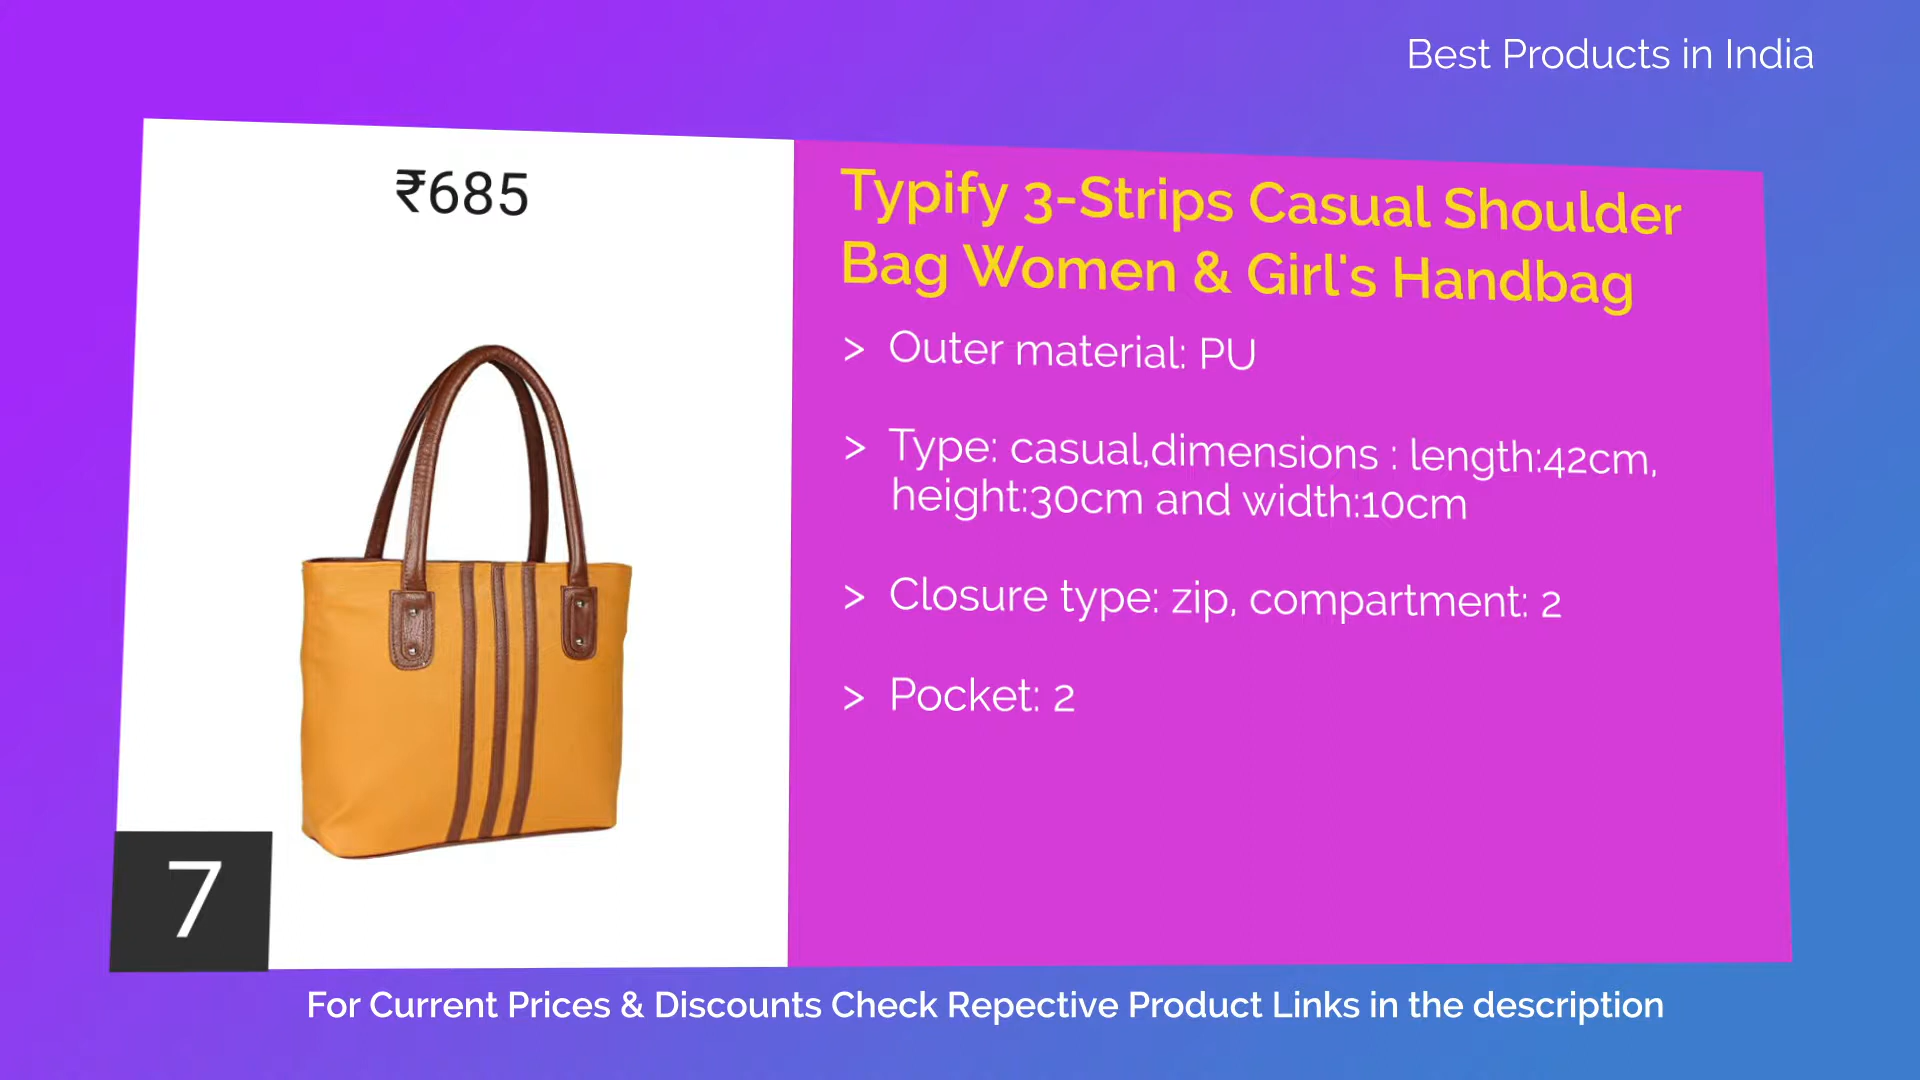 Best Products in India
₹685
Typify 3-Strips Casual Shoulder
Bag Women & Girl's Handbag
> Outer material: PU
> Type: casual,dimensions : length:42cm,
height:30cm and width:10cm
> Closure type: zip, compartment: 2
> Pocket: 2
7
For Current Prices & Discounts Check Repective Product Links in the description